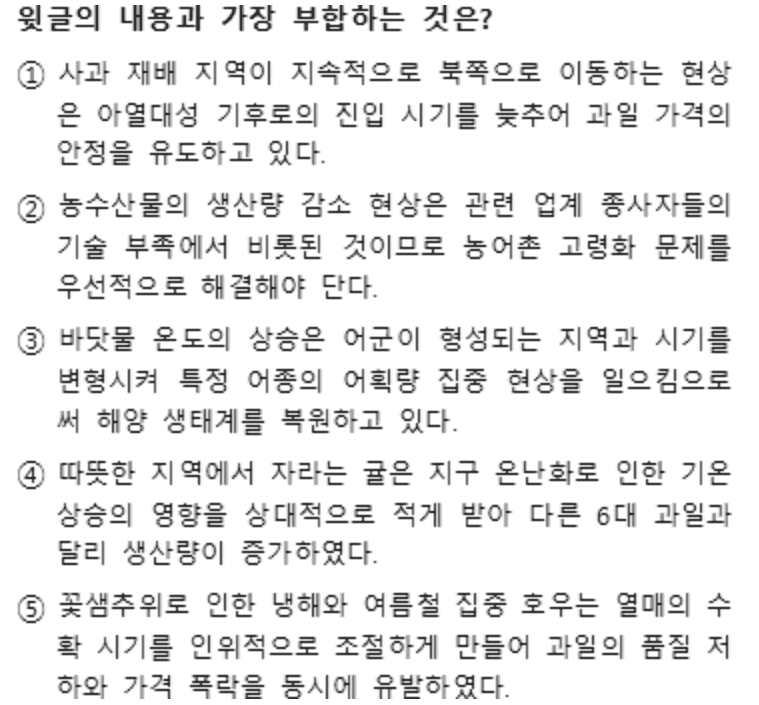 윗글의 내용과 가장 부합하는 것은?
① 사과 재배 지역이 지속적으로 북쪽으로 이동하는 현상
은 아열대성 기후로의 진입 시기를 늦추어 과일 가격의
안정을 유도하고 있다.
② 농수산물의 생산량 감소 현상은 관련 업계 종사자들의
기술 부족에서 비롯된 것이므로 농어촌 고령화 문제를
우선적으로 해결해야 단다.
③ 바닷물 온도의 상승은 어군이 형성되는 지역과 시기를
변형시켜 특정 어종의 어획량 집중 현상을 일으킴으로
써 해양 생태계를 복원하고 있다.
④ 따뜻한 지역에서 자라는 귤은 지구 온난화로 인한 기온
상승의 영향을 상대적으로 적게 받아 다른 6대 과일과
달리 생산량이 증가하였다.
⑤ 꽃샘추위로 인한 냉해와 여름철 집중 호우는 열매의 수
확 시기를 인위적으로 조절하게 만들어 과일의 품질 저
하와 가격 폭락을 동시에 유발하였다.